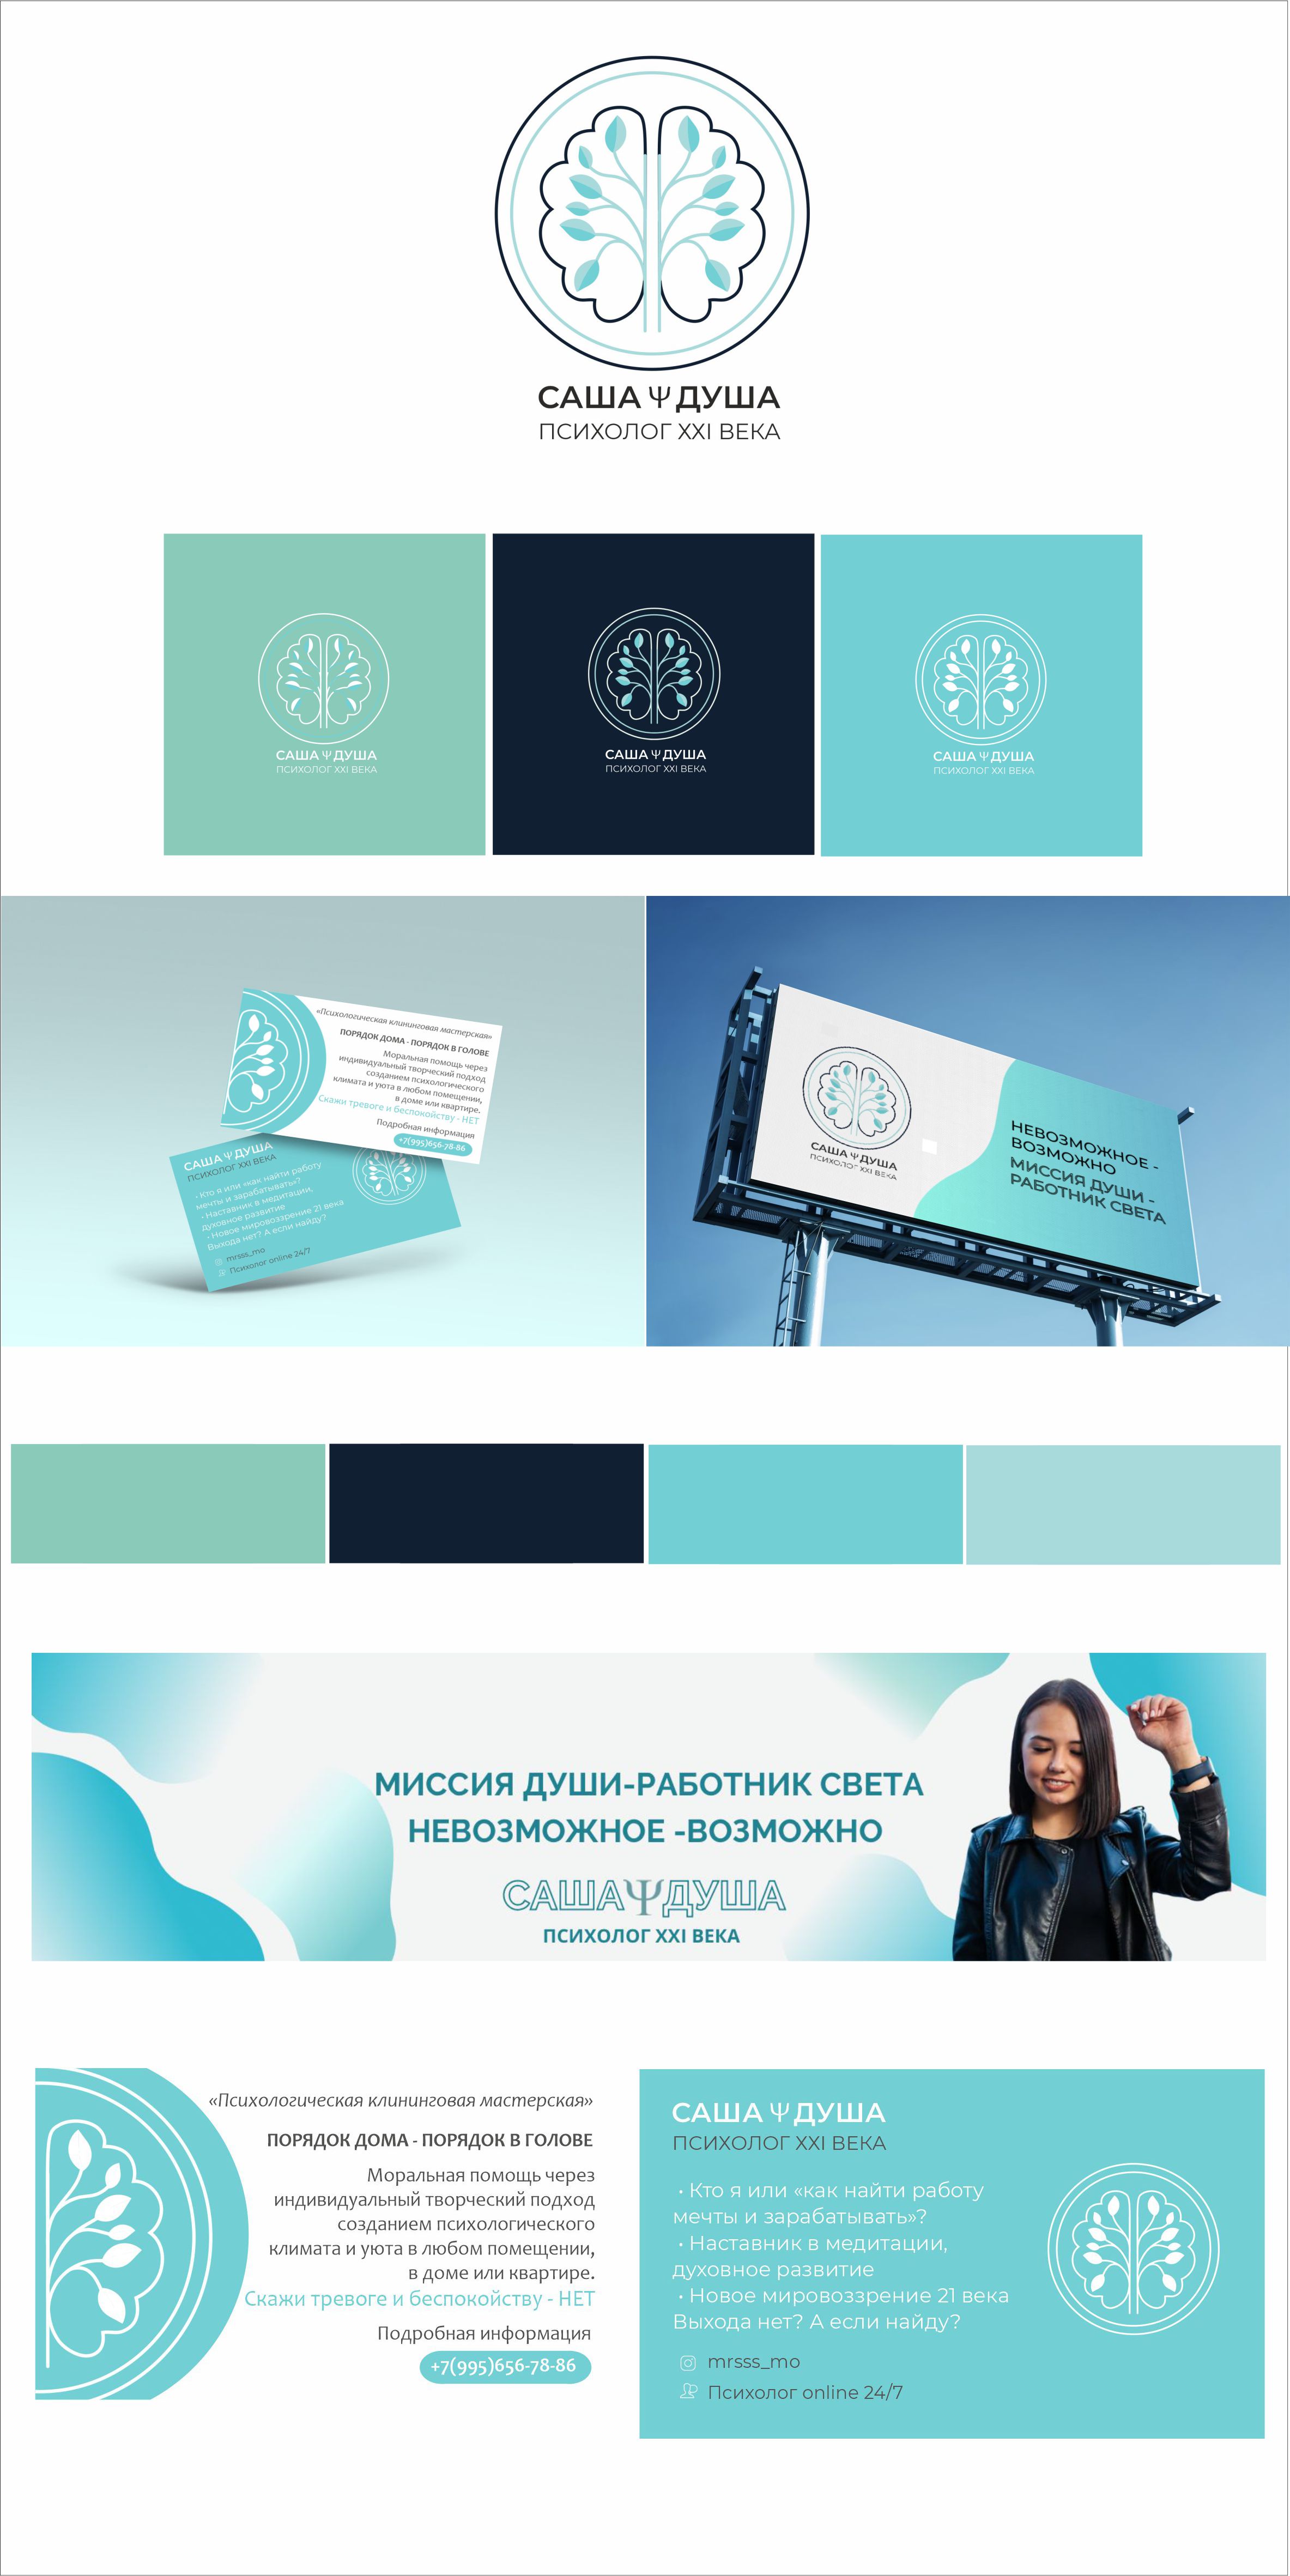 САША Ψ ДУША
ПСИХОЛОГ XXI ВЕКА
САША Ψ ДУША
ПСИХОЛОГ XXI ВЕКА
САША Ψ ДУША
ПСИХОЛОГ XXI ВЕКА
САША Ψ ДУША
ПСИХОЛОГ XXI ВЕКА
«Психологическая клининговая мастерская»
ПОРЯДОК ДОМА - ПОРЯДОК В ГОЛОВЕ
Моральная помощь через
индивидуальный творческий подход
созданием психологического
климата и уюта в любом помещении,
в доме или квартире.
Скажи тревоге и беспокойству - НЕТ
Подробная информация
+7(995)656-78-86
САША Ψ ДУША
ПСИХОЛОГ XXI ВЕКА
• Кто я или «как найти работу
мечты и зарабатывать»?
• Наставник в медитации,
духовное развитие
• Новое мировоззрение 21 века
Выхода нет? А если найду?
mrsss_mo
Психолог online 24/7
САША Ψ ДУША
ПСИХОЛОГ XXI ВЕКА
НЕВОЗМОЖНОЕ -
ВОЗМОЖНО
МИССИЯ ДУШИ -
РАБОТНИК СВЕТА
МИССИЯ ДУШИ-РАБОТНИК СВЕТА
НЕВОЗМОЖНОЕ -ВОЗМОЖНО
САШАΨДУША
ПСИХОЛОГ XXI ВЕКА
«Психологическая клининговая мастерская»
ПОРЯДОК ДОМА - ПОРЯДОК В ГОЛОВЕ
Моральная помощь через
индивидуальный творческий подход
созданием психологического
климата и уюта в любом помещении,
в доме или квартире.
Скажи тревоге и беспокойству - НЕТ
Подробная информация
+7(995)656-78-86
САША Ψ ДУША
ПСИХОЛОГ XXI ВЕКА
• Кто я или «как найти работу
мечты и зарабатывать»?
• Наставник в медитации,
духовное развитие
• Новое мировоззрение 21 века
Выхода нет? А если найду?
mrsss_mo
Психолог online 24/7